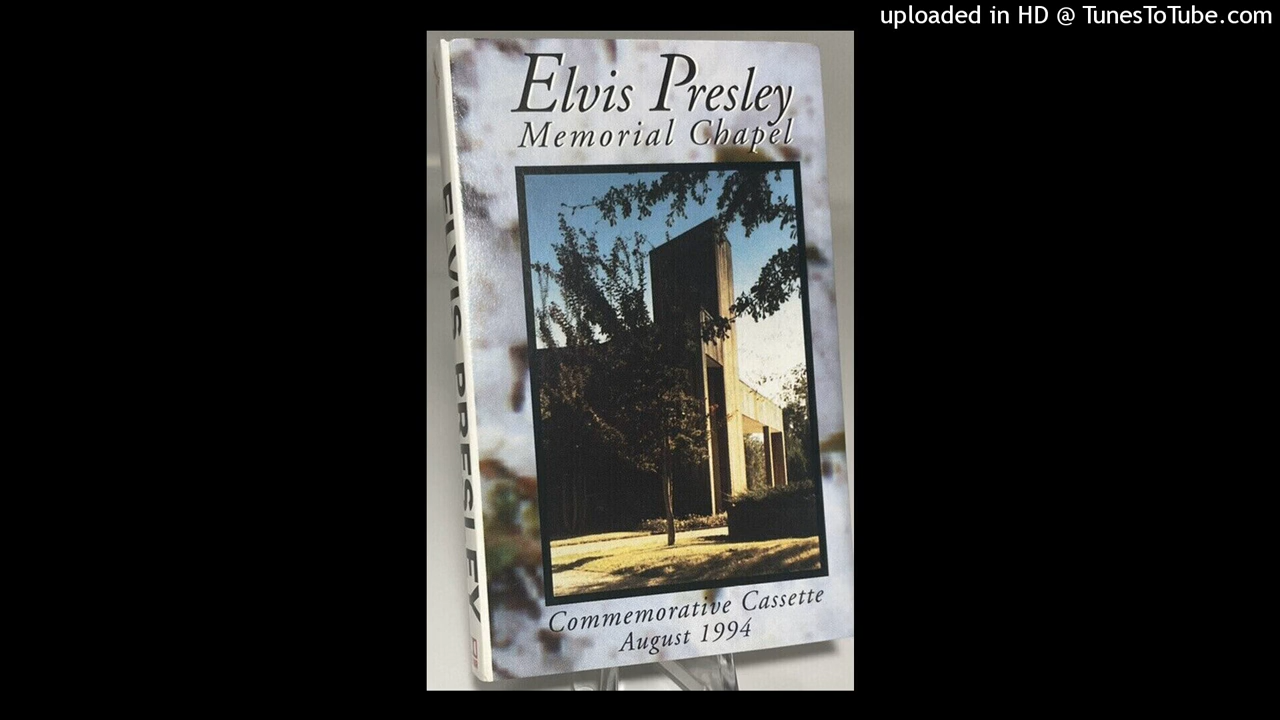 uploaded in HD @ TunesToTube.com
Elvis Presley
Memorial Chapel
ELVIS PRESLEY
Commemorative Cassette
August 1994